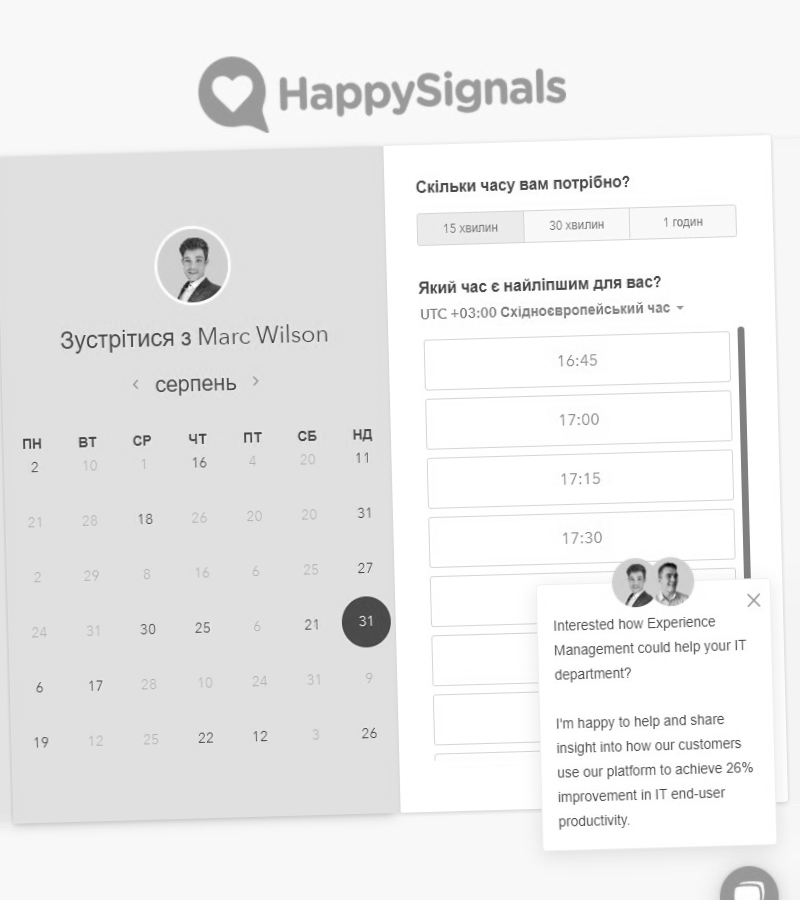 HappySignals
Зустрітися з Marc Wilson
серпень
ПН ВТ СР ЧТ ПТ СБ НД
2 10 1 16 4 20 11
21 28 18 26 20 20 31
2 29 8 16 6 25 27
24 31 30 25 6 21 31
6 17 28 10 24 31 9
19 12 25 22 12 3 26
Скільки часу вам потрібно?
15 хвилин 30 хвилин 1 годин
Який час є найліпшим для вас?
UTC +03:00 Східноєвропейський час
16:45
17:00
17:15
17:30
Interested how Experience
Management could help your IT
department?
I'm happy to help and share
insight into how our customers
use our platform to achieve 26%
improvement in IT end-user
productivity.